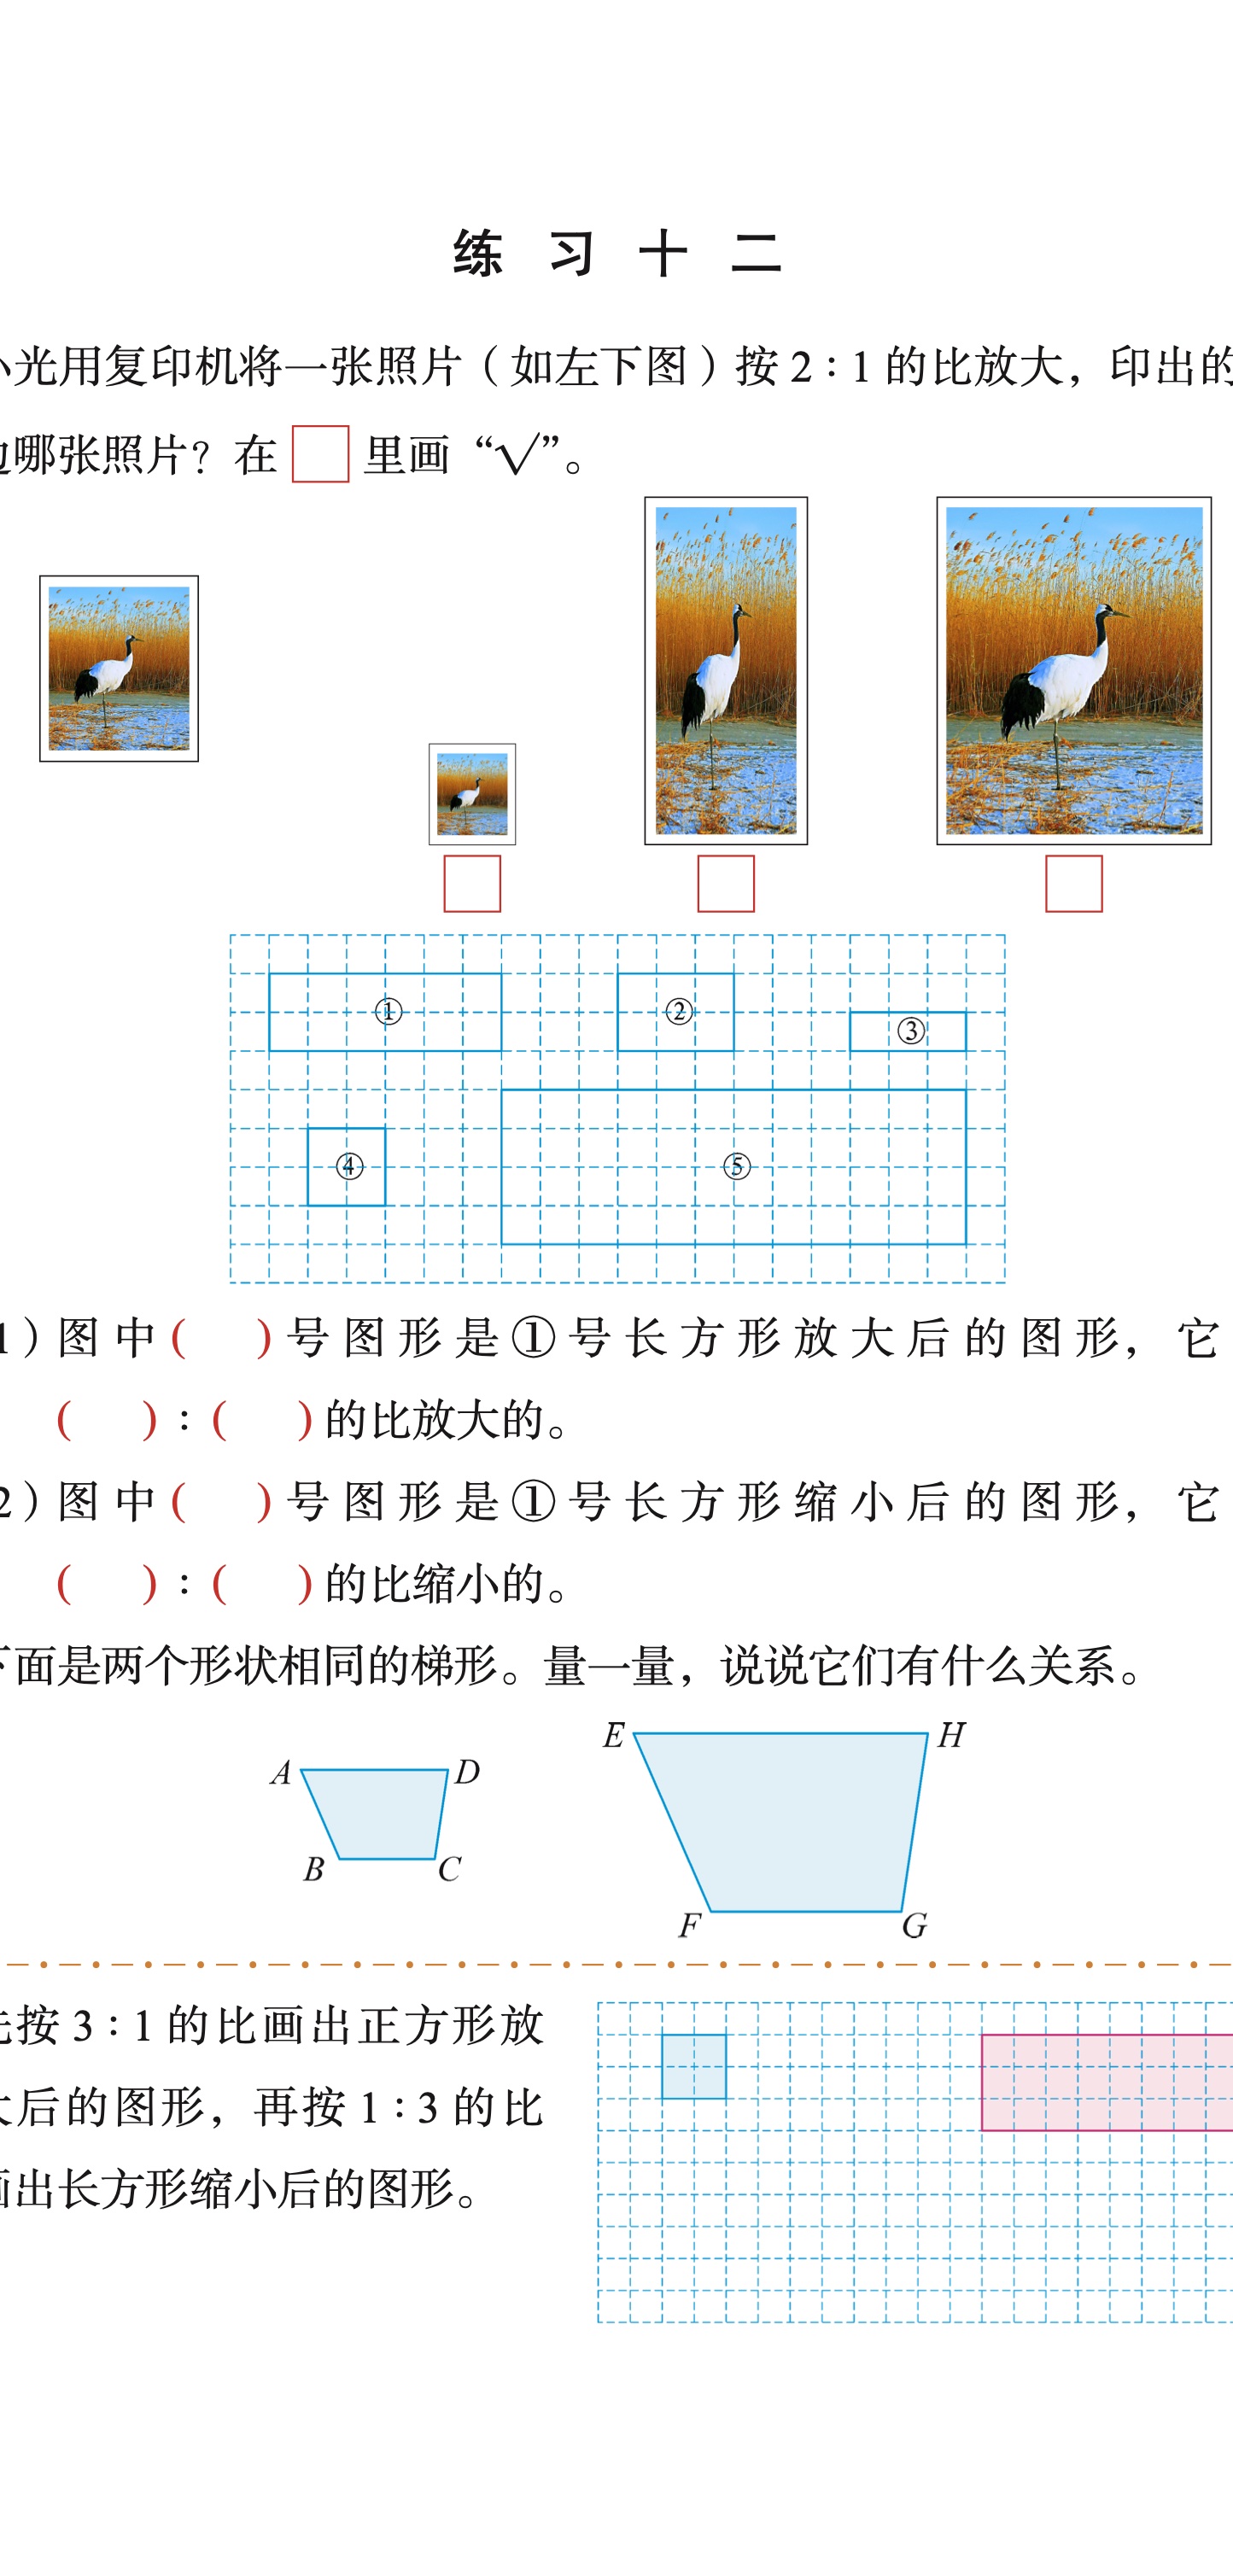 练习十二
光用复印机将一张照片（如左下图）按2∶1的比放大，印出的
哪张照片？在□里画“√”。
① ② ③
④ ⑤
1）图中(　)号图形是①号长方形放大后的图形，它
(　)∶(　)的比放大的。
2）图中(　)号图形是①号长方形缩小后的图形，它
(　)∶(　)的比缩小的。
下面是两个形状相同的梯形。量一量，说说它们有什么关系。
E H
A D
B C
F G
按3∶1的比画出正方形放
后的图形，再按1∶3的比
出长方形缩小后的图形。